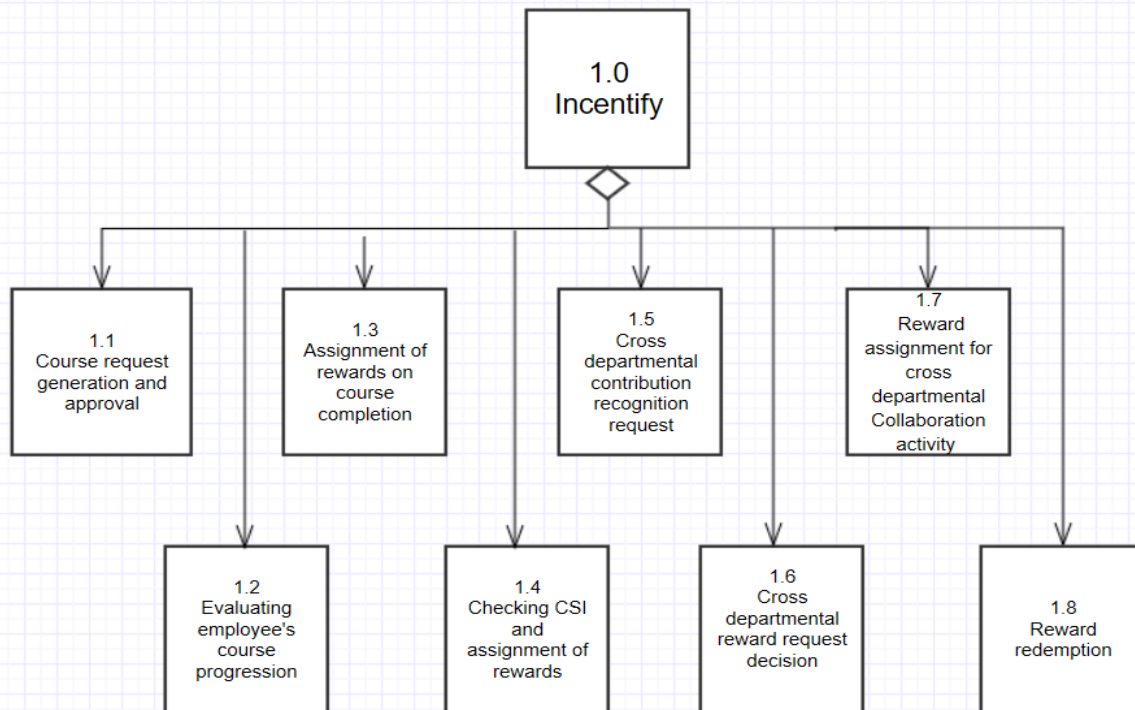 1.0
Incentify
1.1
Course request
generation and
approval
1.3
Assignment of
rewards on
course
completion
1.5
Cross
departmental
contribution
recognition
request
1.7
Reward
assignment for
cross
departmental
Collaboration
activity
1.2
Evaluating
employee's
course
progression
1.4
Checking CSI
and
assignment of
rewards
1.6
Cross
departmental
reward request
decision
1.8
Reward
redemption